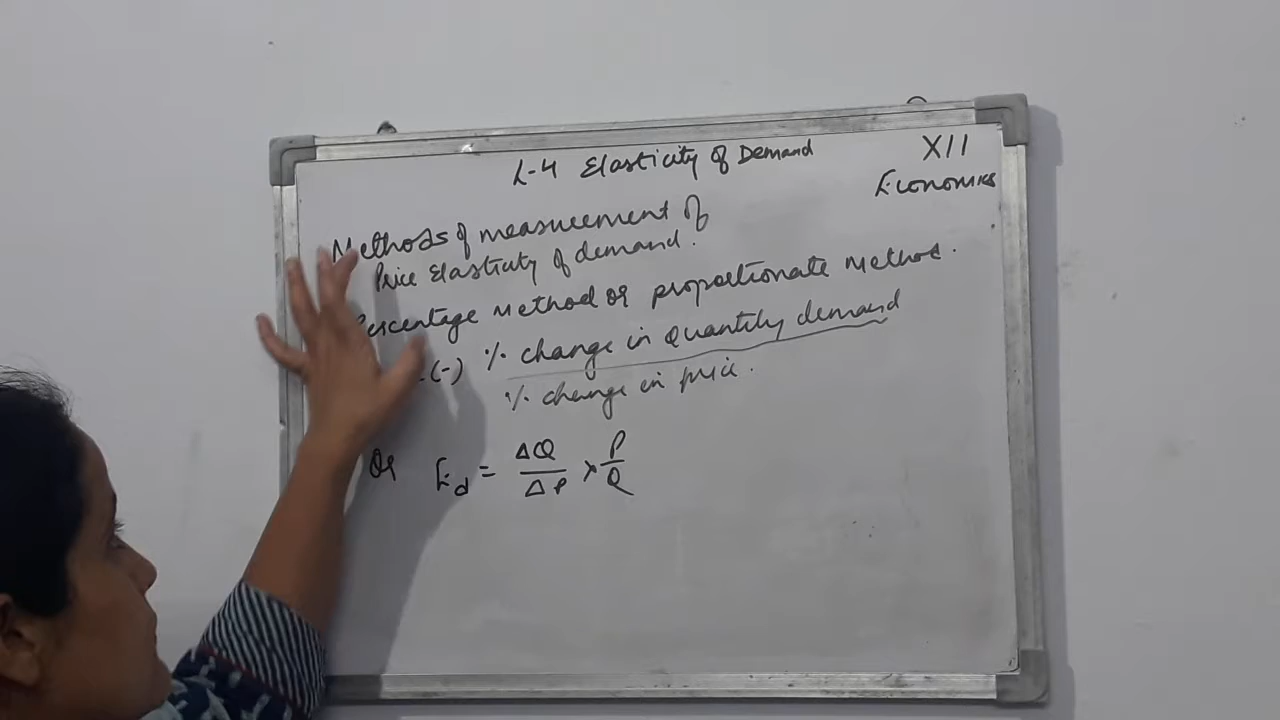 L-4 Elasticity of Demand
XII
Economics
Methods of measurement of
Price Elasticity of demand.
Percentage Method or proportionate Method.
(-) % change in Quantity demand
% change in price.
Or Ed = ΔQ/ΔP × P/Q